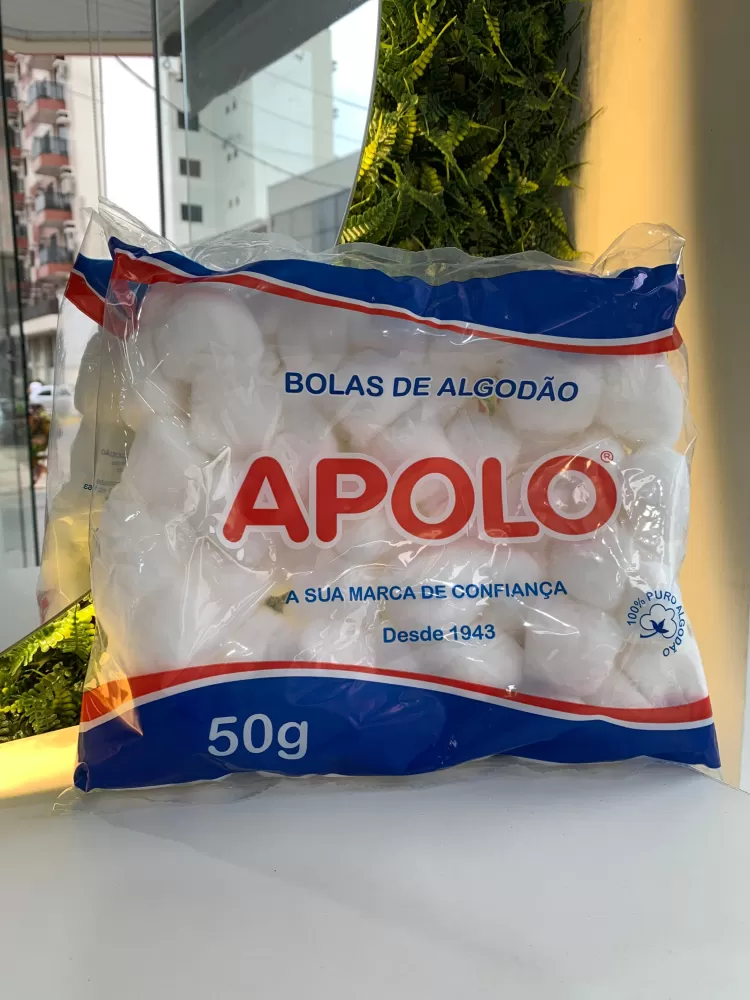 BOLAS DE ALGODÃO
APOLO®
A SUA MARCA DE CONFIANÇA
Desde 1943
100% PURO ALGODÃO
50g